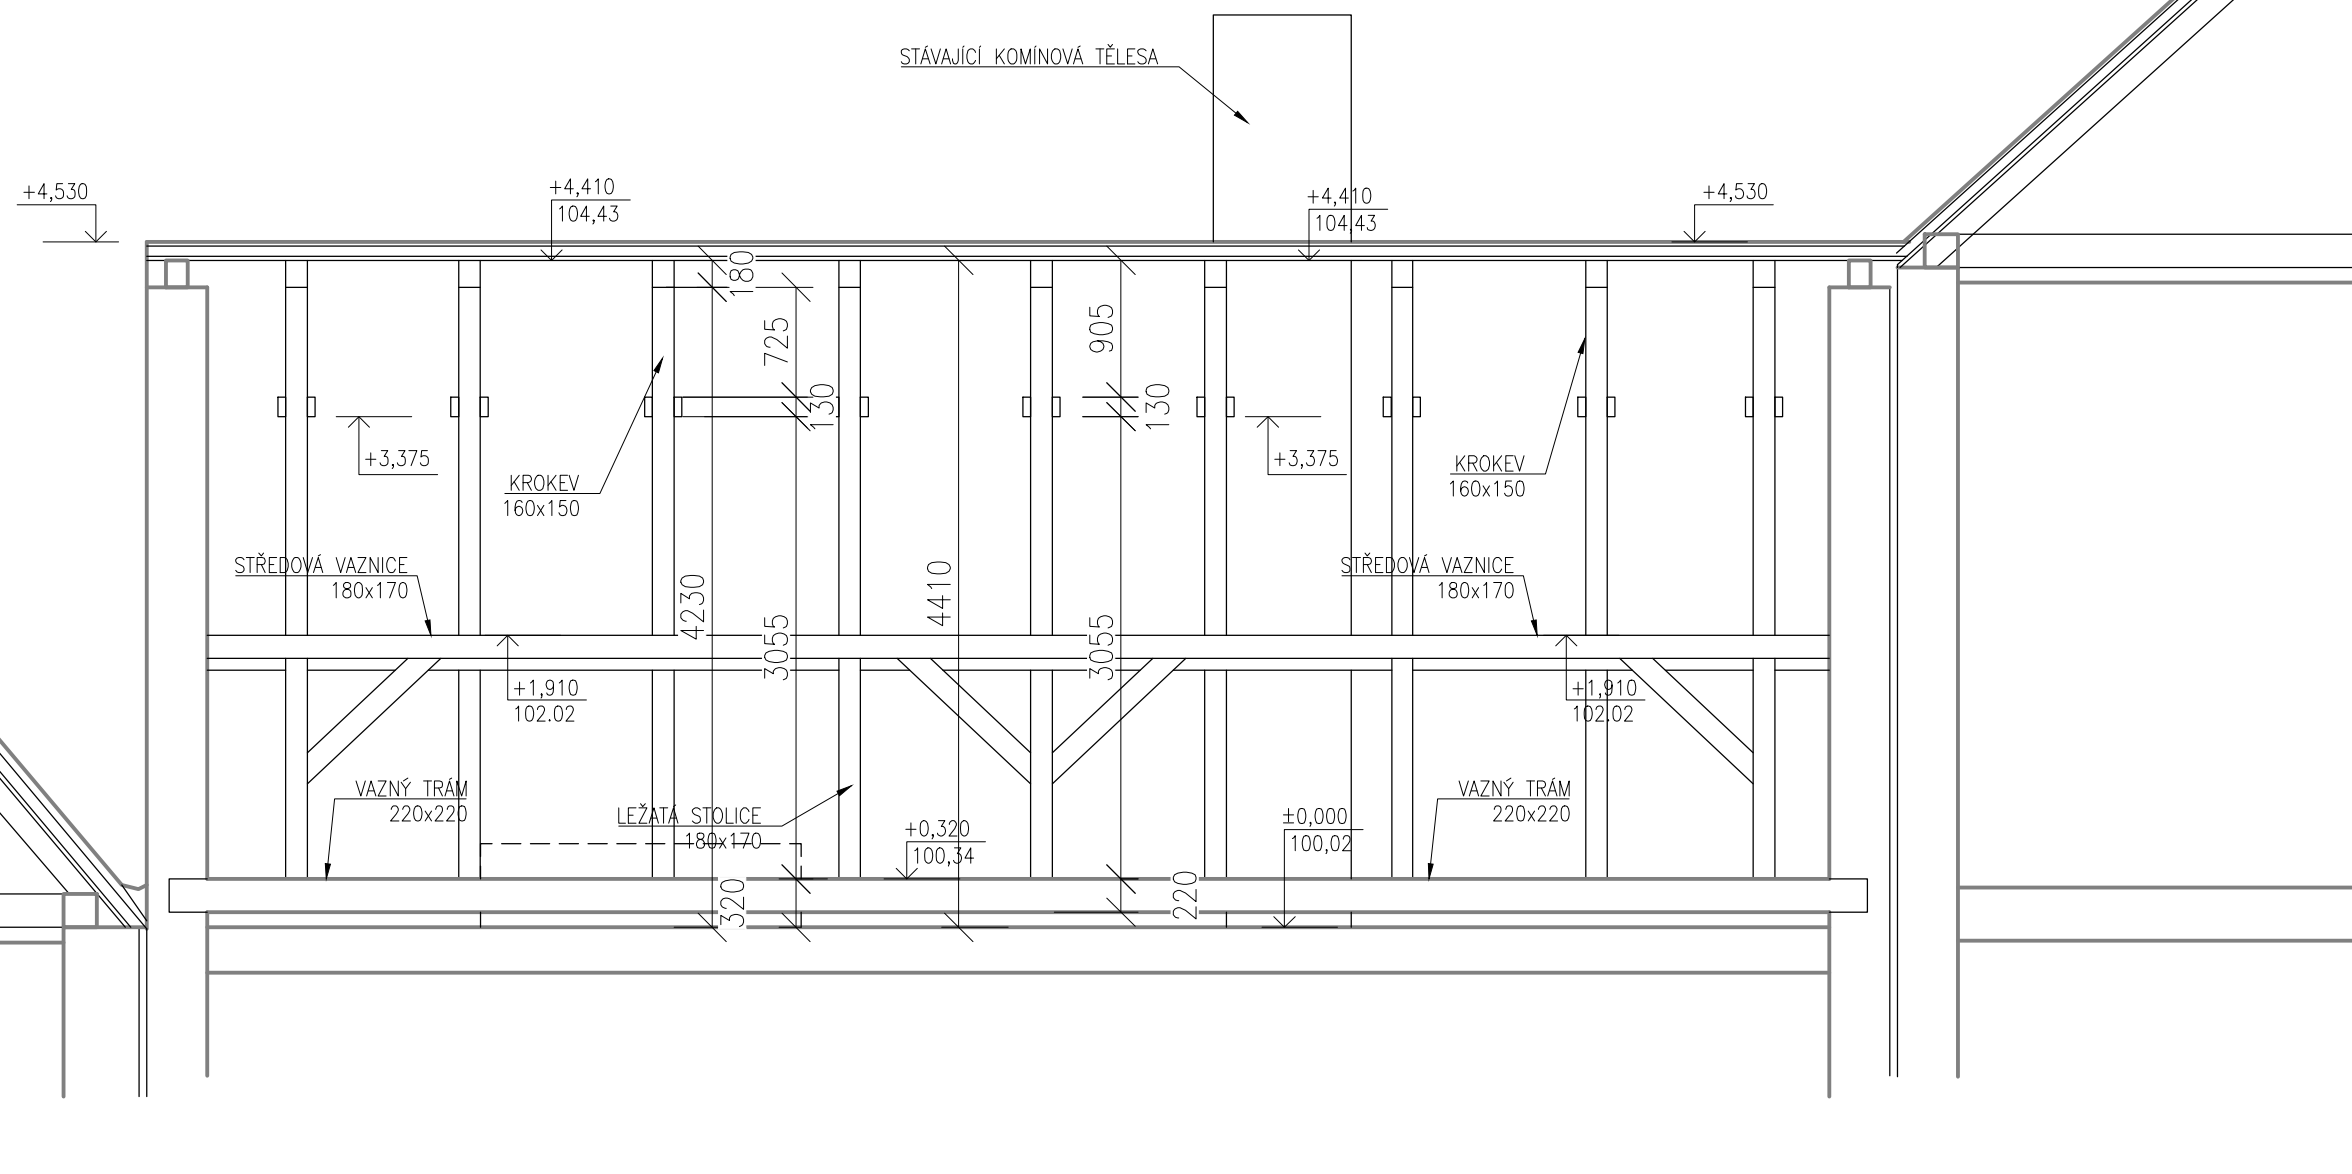 STÁVAJÍCÍ KOMÍNOVÁ TĚLESA
+4,530
+4,410
104,43
+4,410
104,43
+4,530
180
725
130
905
130
+3,375
+3,375
KROKEV
160x150
KROKEV
160x150
STŘEDOVÁ VAZNICE
180x170
STŘEDOVÁ VAZNICE
180x170
4230
3055
4410
3055
+1,910
102.02
+1,910
102.02
VAZNÝ TRÁM
220x220
LEŽATÁ STOLICE
180x170
+0,320
100,34
±0,000
100,02
VAZNÝ TRÁM
220x220
320
220